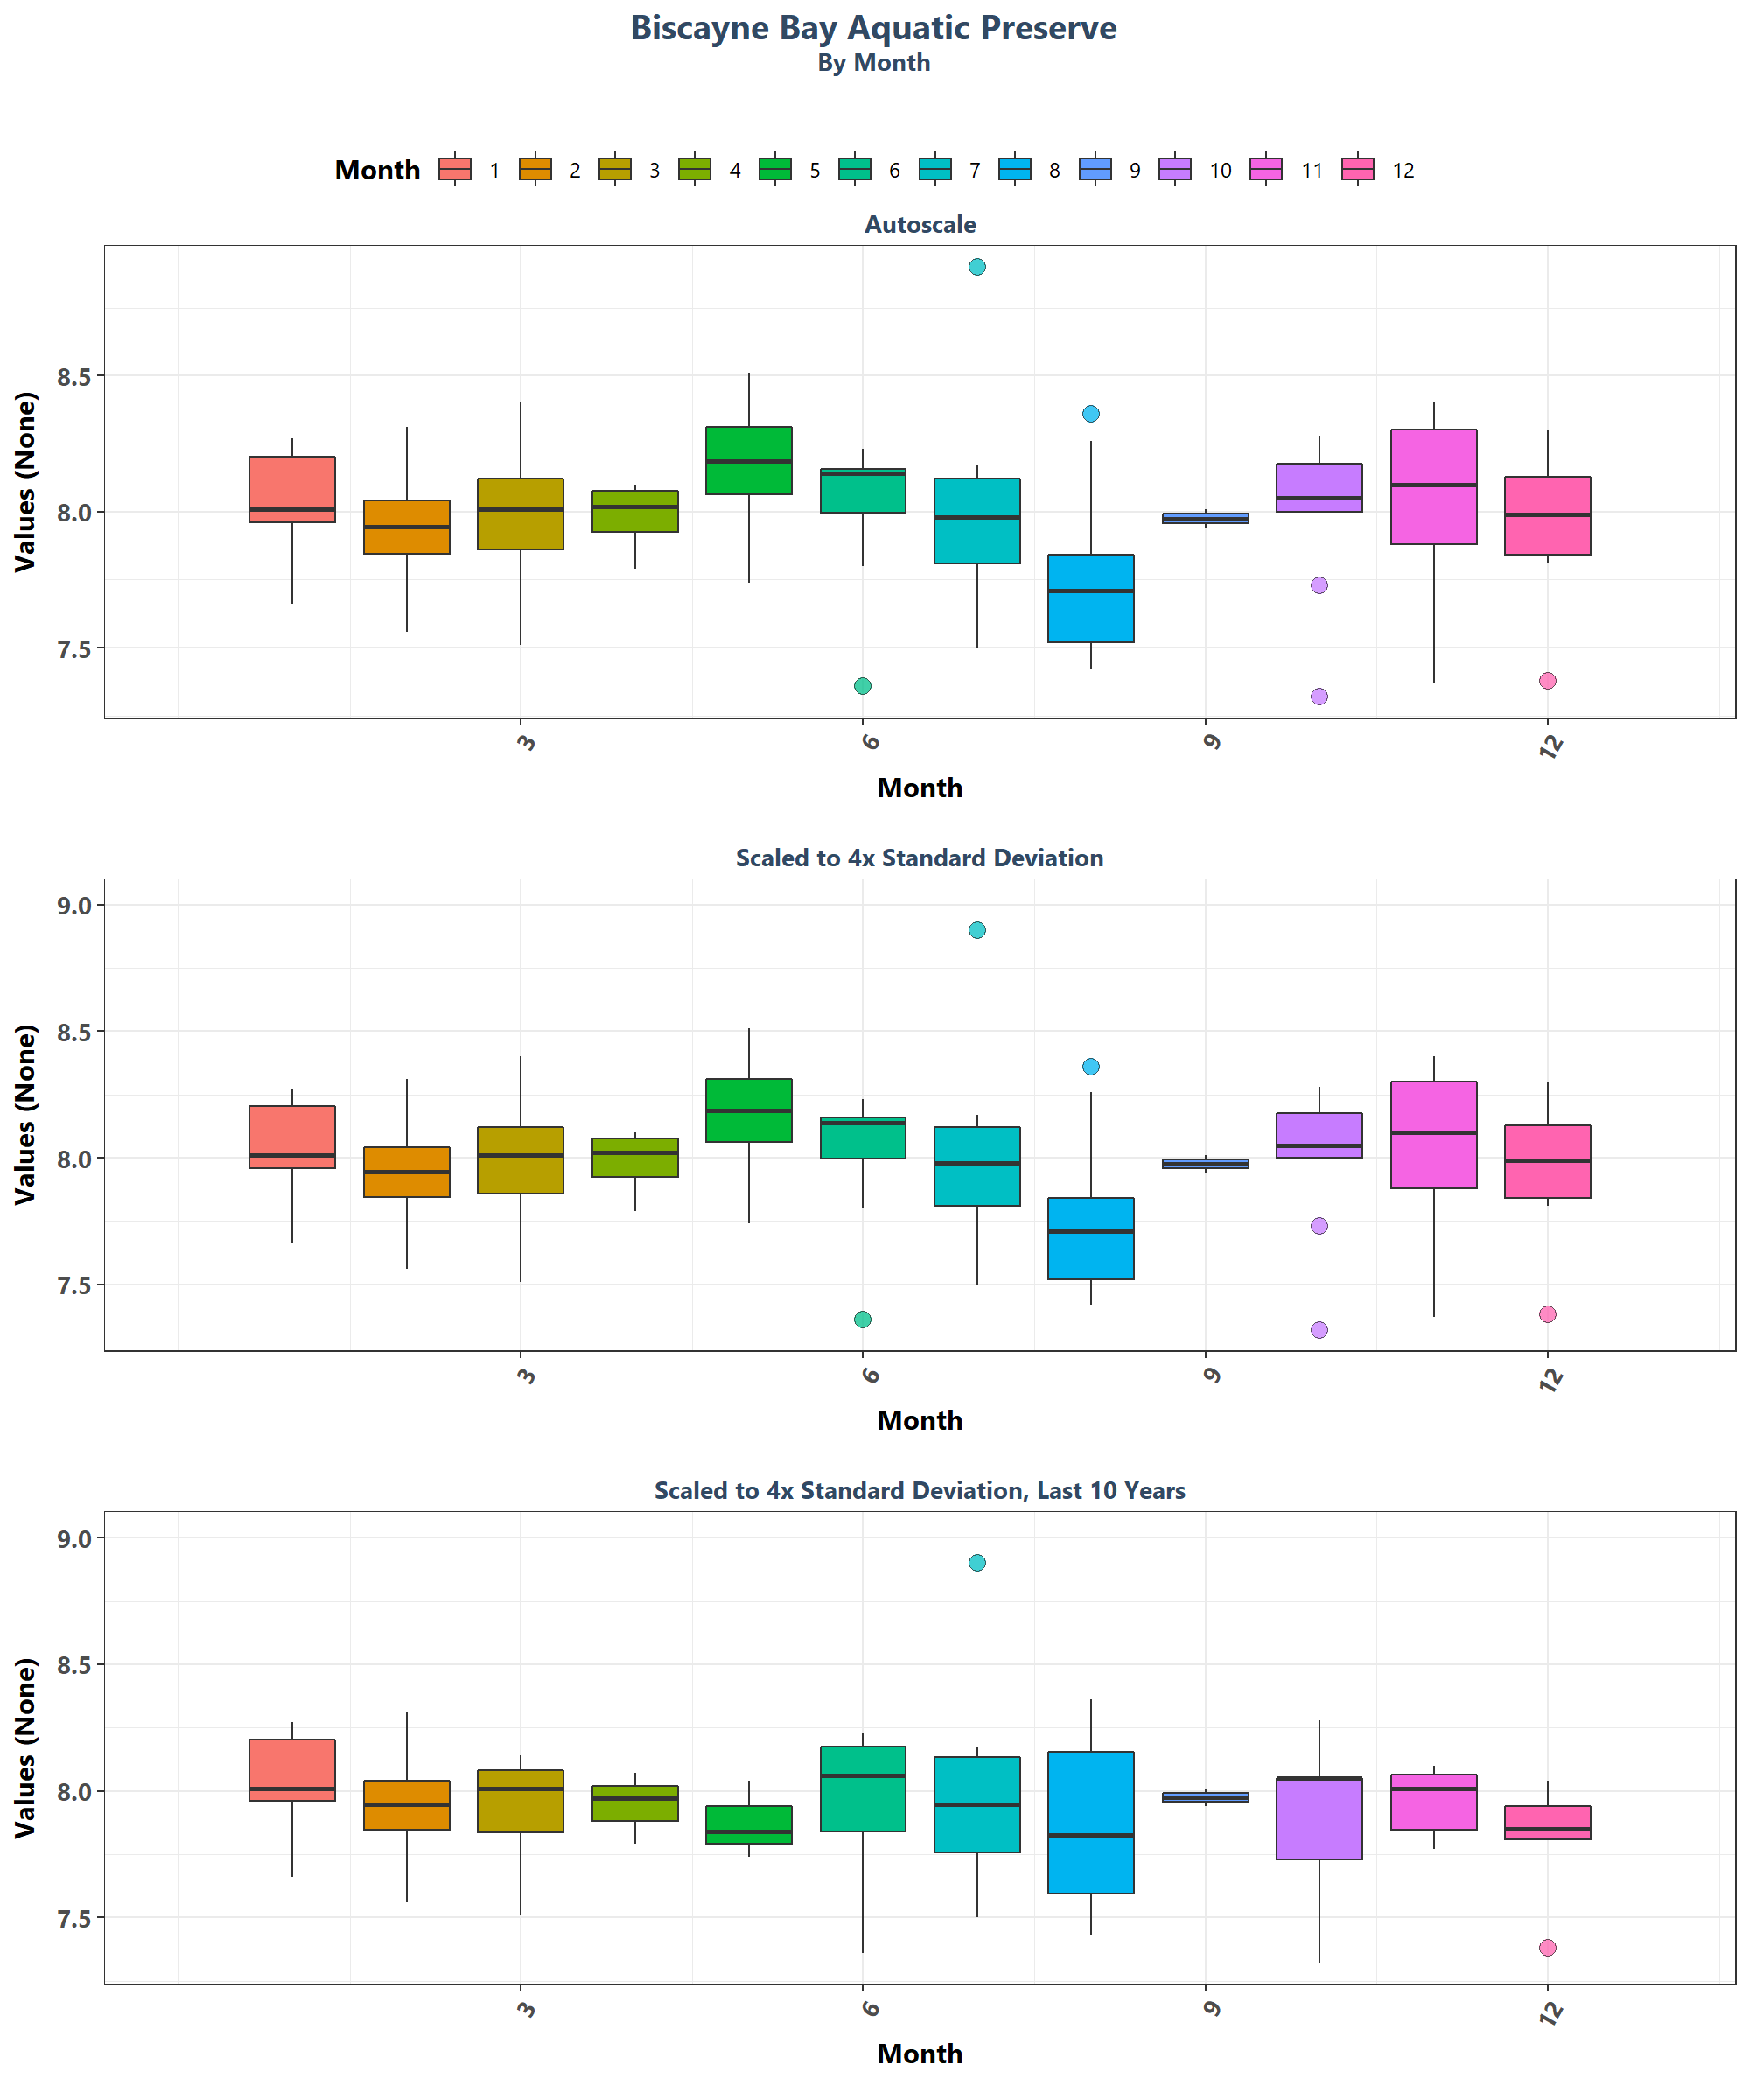 Biscayne Bay Aquatic Preserve
By Month
Month 1 2 3 4 5 6 7 8 9 10 11 12
Autoscale
Values (None)
8.5
8.0
7.5
3 6 9 12
Month
Scaled to 4x Standard Deviation
Values (None)
9.0
8.5
8.0
7.5
3 6 9 12
Month
Scaled to 4x Standard Deviation, Last 10 Years
Values (None)
9.0
8.5
8.0
7.5
3 6 9 12
Month